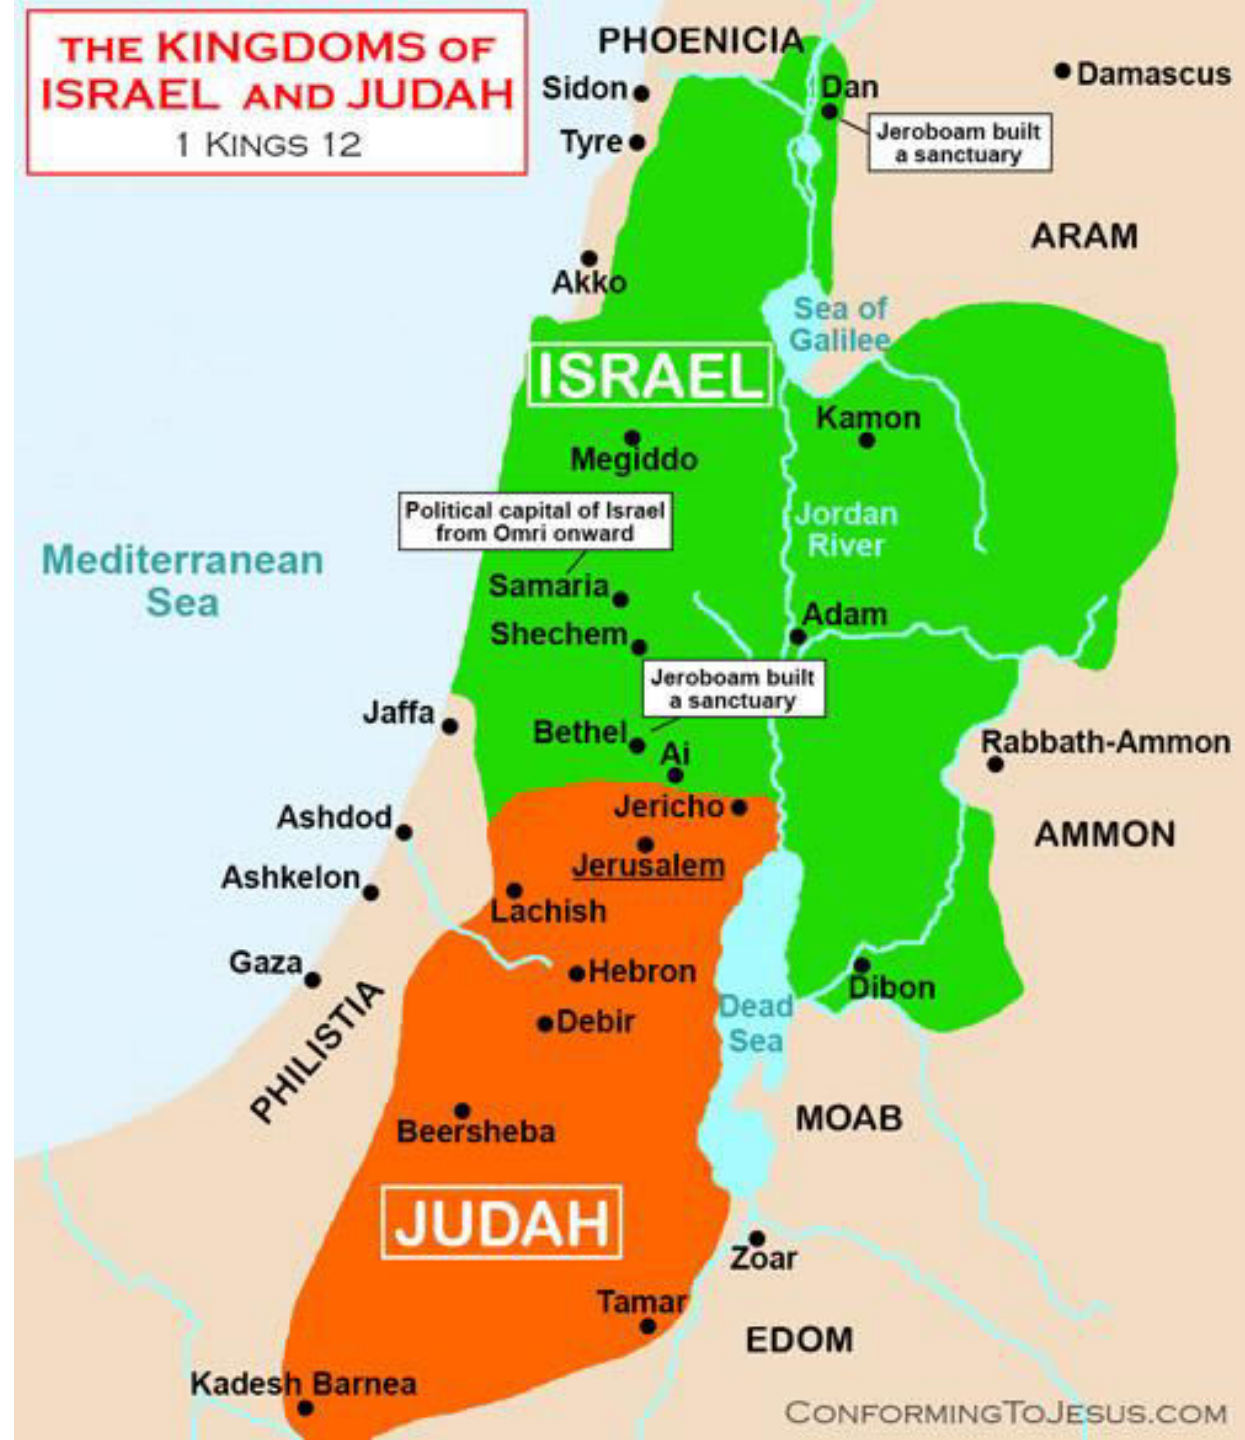 THE KINGDOMS OF
ISRAEL AND JUDAH
1 KINGS 12
PHOENICIA
Sidon
Dan
Damascus
Tyre
Jeroboam built
a sanctuary
ARAM
Akko
Sea of
Galilee
ISRAEL
Kamon
Megiddo
Political capital of Israel
from Omri onward
Jordan
River
Mediterranean
Sea
Samaria
Adam
Shechem
Jeroboam built
a sanctuary
Jaffa
Bethel
Ai
Rabbath-Ammon
Jericho
Ashdod
AMMON
Jerusalem
Ashkelon
Lachish
Gaza
Hebron
Dibon
Dead
Sea
Debir
PHILISTIA
MOAB
Beersheba
JUDAH
Zoar
Tamar
EDOM
Kadesh Barnea
CONFORMINGTOJESUS.COM